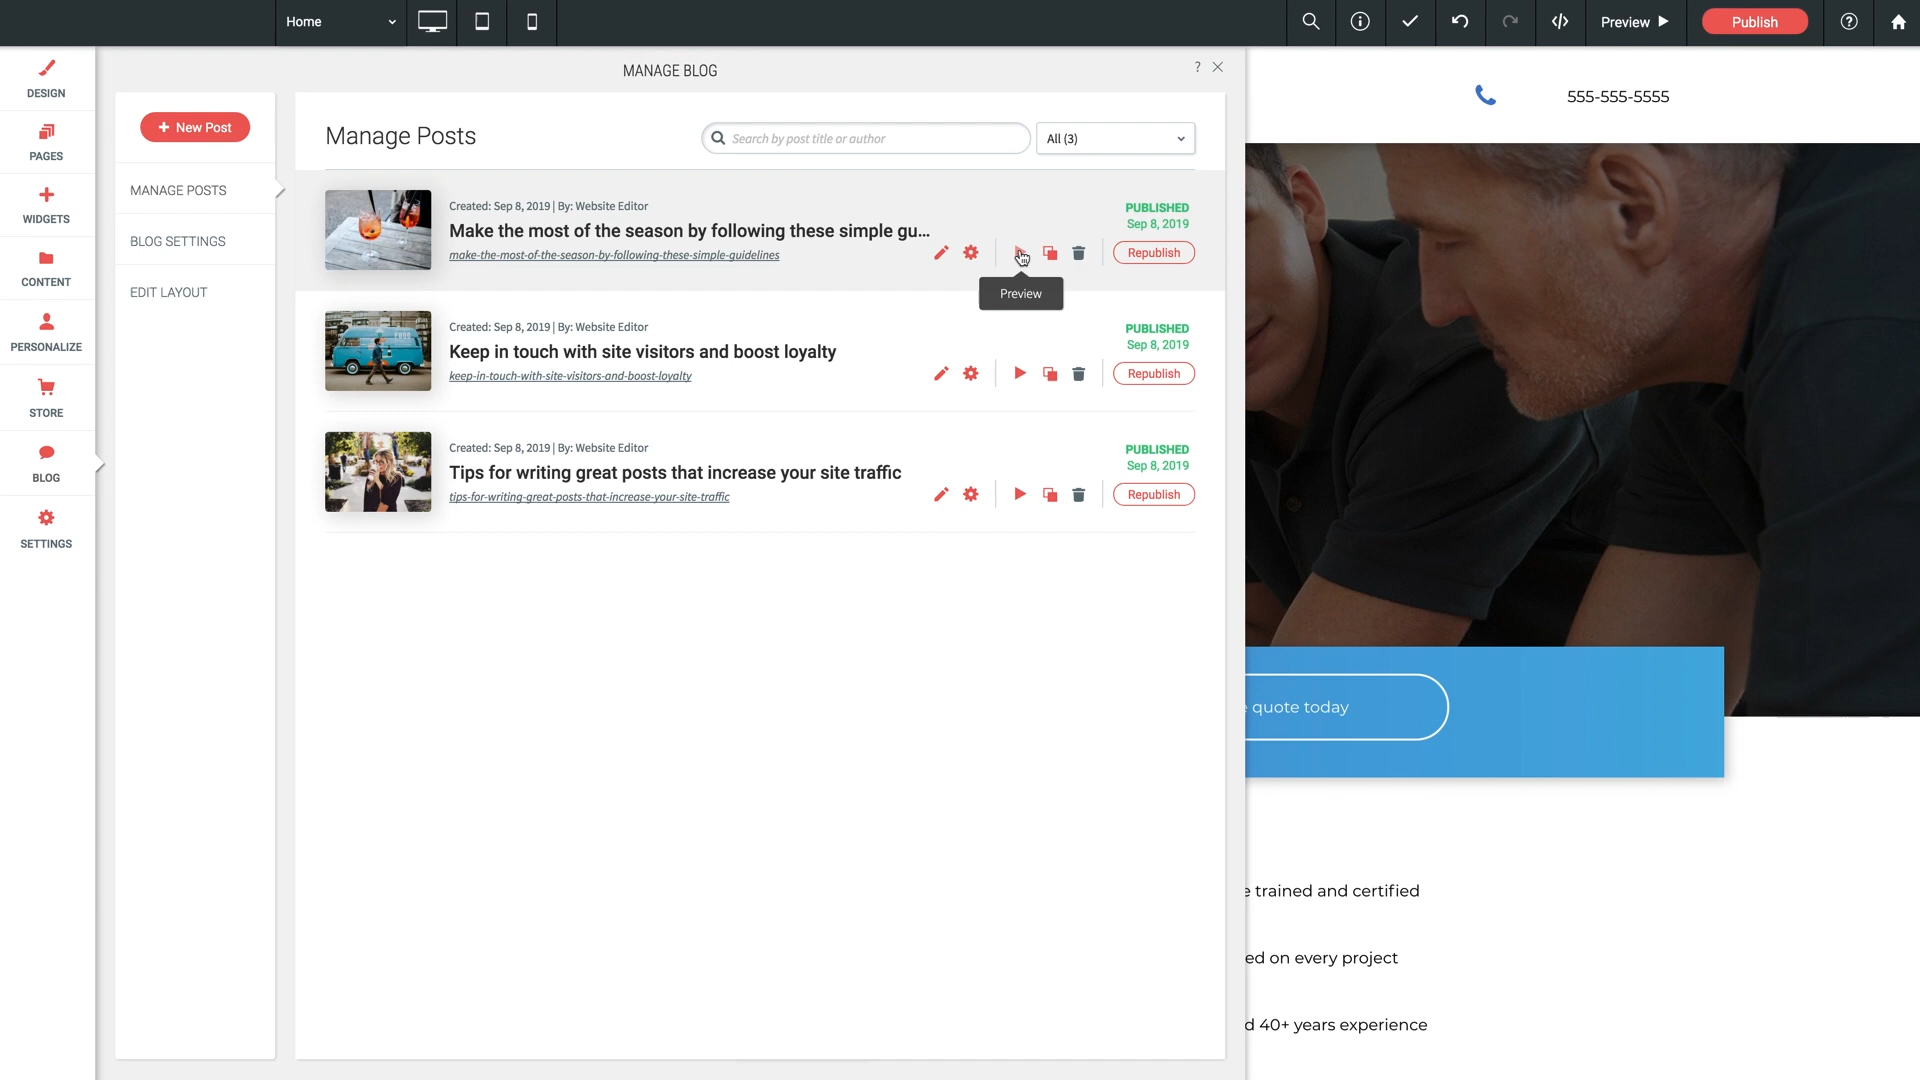 Home
Preview
Publish
DESIGN
PAGES
WIDGETS
CONTENT
PERSONALIZE
STORE
BLOG
SETTINGS
MANAGE BLOG
?
+ New Post
MANAGE POSTS
BLOG SETTINGS
EDIT LAYOUT
Manage Posts
Search by post title or author
All (3)
Created: Sep 8, 2019 | By: Website Editor
Make the most of the season by following these simple gu...
make-the-most-of-the-season-by-following-these-simple-guidelines
PUBLISHED
Sep 8, 2019
Republish
Preview
Created: Sep 8, 2019 | By: Website Editor
Keep in touch with site visitors and boost loyalty
keep-in-touch-with-site-visitors-and-boost-loyalty
PUBLISHED
Sep 8, 2019
Republish
Created: Sep 8, 2019 | By: Website Editor
Tips for writing great posts that increase your site traffic
tips-for-writing-great-posts-that-increase-your-site-traffic
PUBLISHED
Sep 8, 2019
Republish
555-555-5555
quote today
trained and certified
on every project
40+ years experience